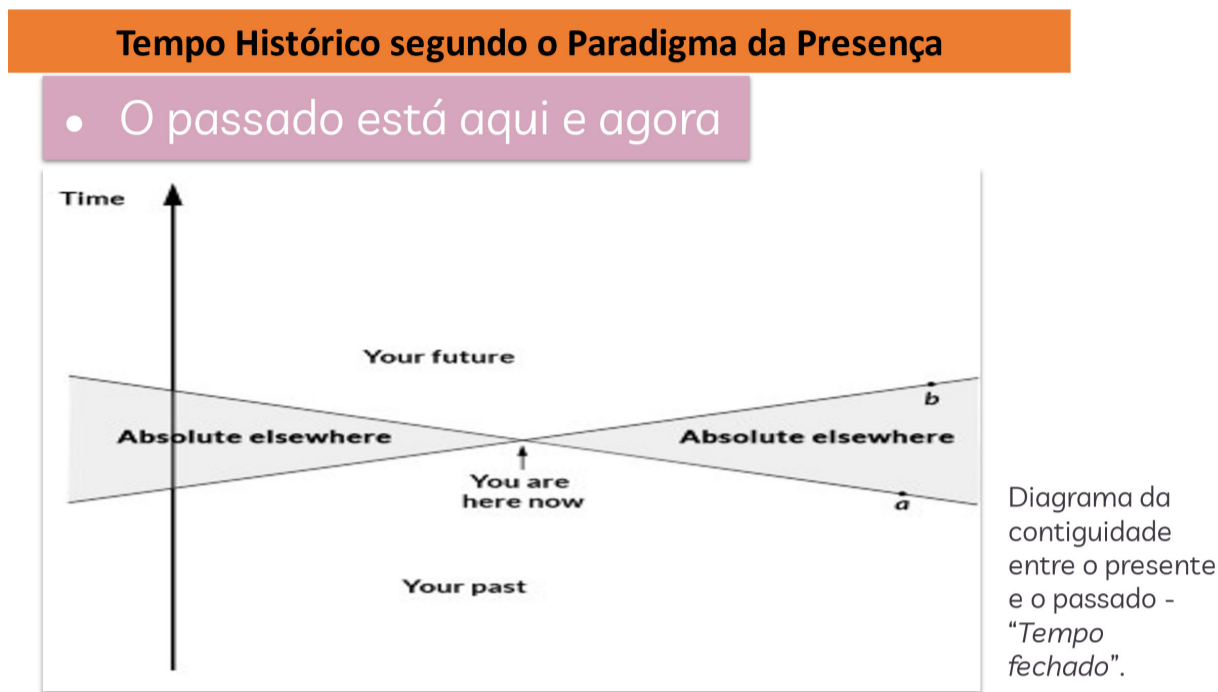 Tempo Histórico segundo o Paradigma da Presença
• O passado está aqui e agora
Time
Your future
b
Absolute elsewhere
Absolute elsewhere
You are
here now
a
Your past
Diagrama da
contiguidade
entre o presente
e o passado -
“Tempo
fechado”.